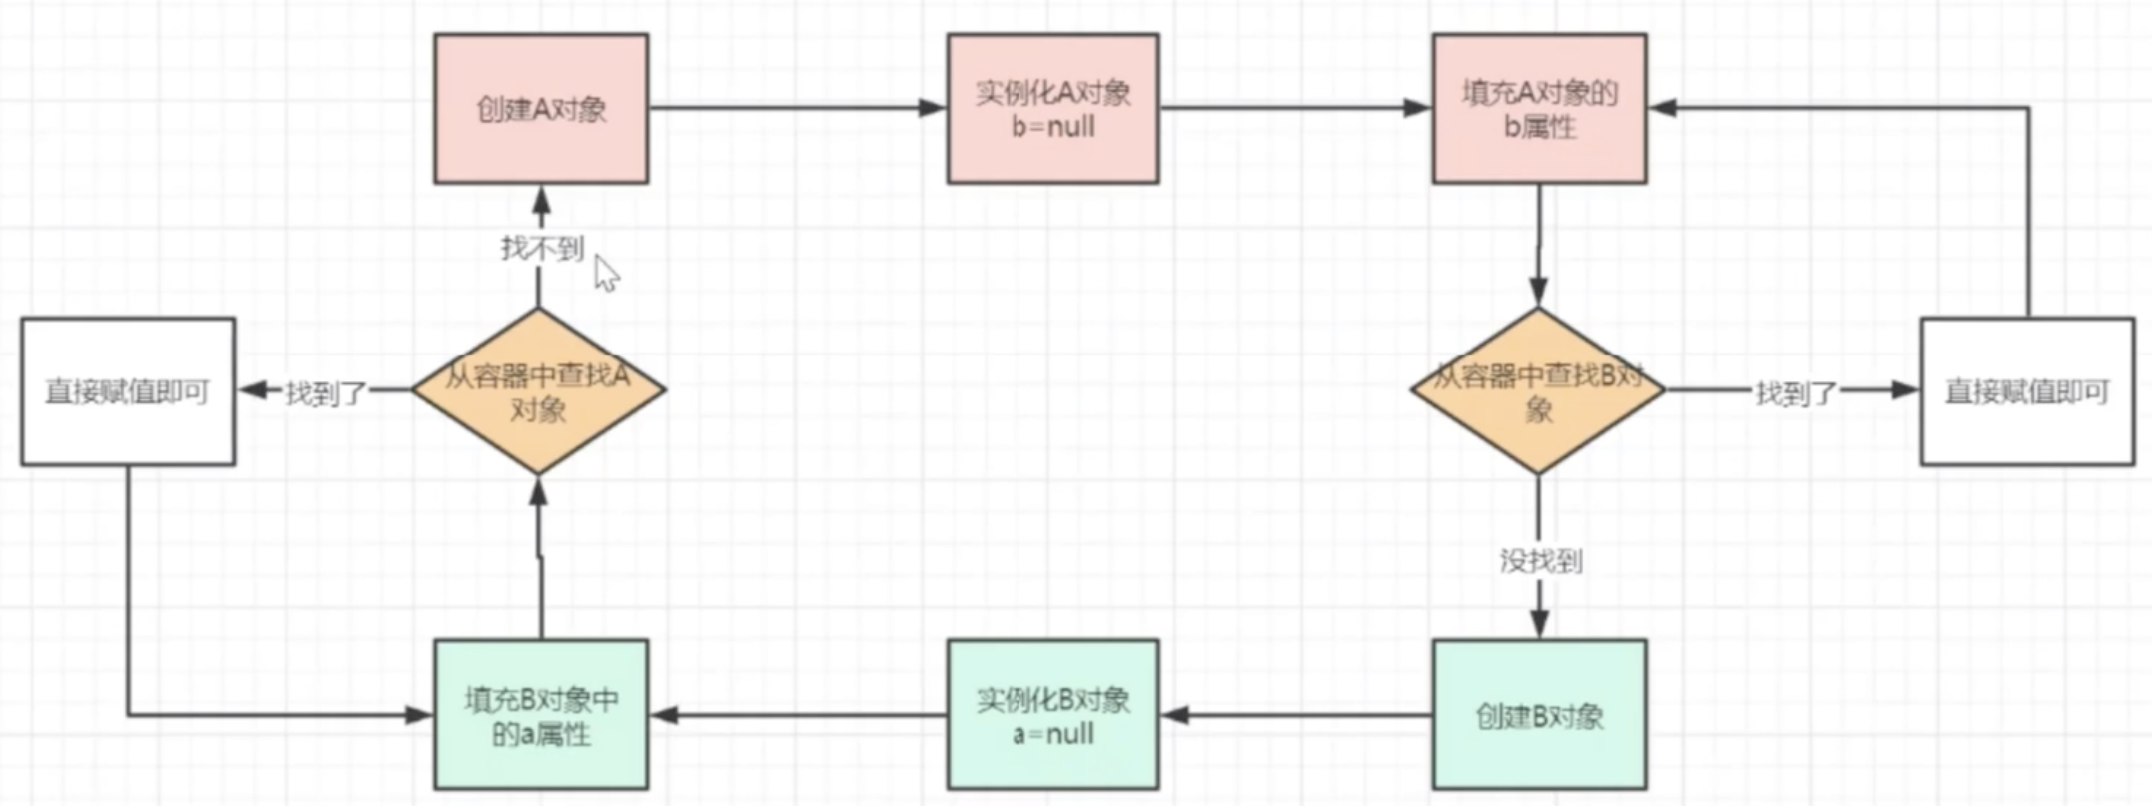 创建A对象
实例化A对象
b=null
填充A对象的
b属性
找不到
直接赋值即可
找到了
从容器中查找A
对象
从容器中查找B对
象
找到了
直接赋值即可
没找到
填充B对象中
的a属性
实例化B对象
a=null
创建B对象